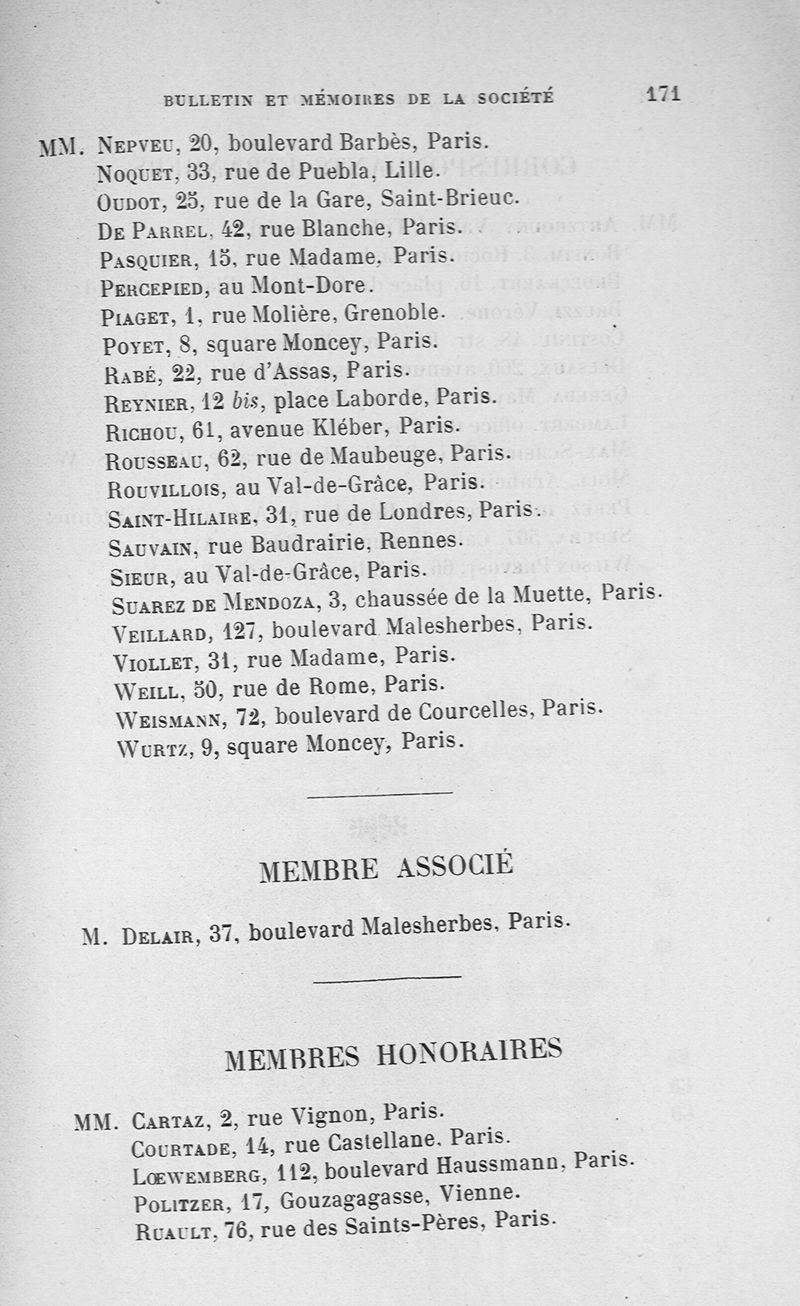 BULLETIN ET MÉMOIRES DE LA SOCIÉTÉ 171
MM. NEPVEU, 20, boulevard Barbès, Paris.
NOQUET, 33, rue de Puebla, Lille.
OUDOT, 25, rue de la Gare, Saint-Brieuc.
DE PARREL, 42, rue Blanche, Paris.
PASQUIER, 15, rue Madame, Paris.
PERCEPIED, au Mont-Dore.
PIAGET, 1, rue Molière, Grenoble.
POYET, 8, square Moncey, Paris.
RABÉ, 22, rue d'Assas, Paris.
REYNIER, 12 bis, place Laborde, Paris.
RICHOU, 61, avenue Kléber, Paris.
ROUSSEAU, 62, rue de Maubeuge, Paris.
ROUVILLOIS, au Val-de-Grâce, Paris.
SAINT-HILAIRE, 31, rue de Londres, Paris.
SAUVAIN, rue Baudrairie, Rennes.
SIEUR, au Val-de-Grâce, Paris.
SUAREZ DE MENDOZA, 3, chaussée de la Muette, Paris.
VEILLARD, 127, boulevard Malesherbes, Paris.
VIOLLET, 31, rue Madame, Paris.
WEILL, 50, rue de Rome, Paris.
WEISMANN, 72, boulevard de Courcelles, Paris.
WURTZ, 9, square Moncey, Paris.
MEMBRE ASSOCIÉ
M. DELAIR, 37, boulevard Malesherbes, Paris.
MEMBRES HONORAIRES
MM. CARTAZ, 2, rue Vignon, Paris.
COURTADE, 14, rue Castellane, Paris.
LŒWEMBERG, 112, boulevard Haussmann, Paris.
POLITZER, 17, Gouzagagasse, Vienne.
RUAULT, 76, rue des Saints-Pères, Paris.